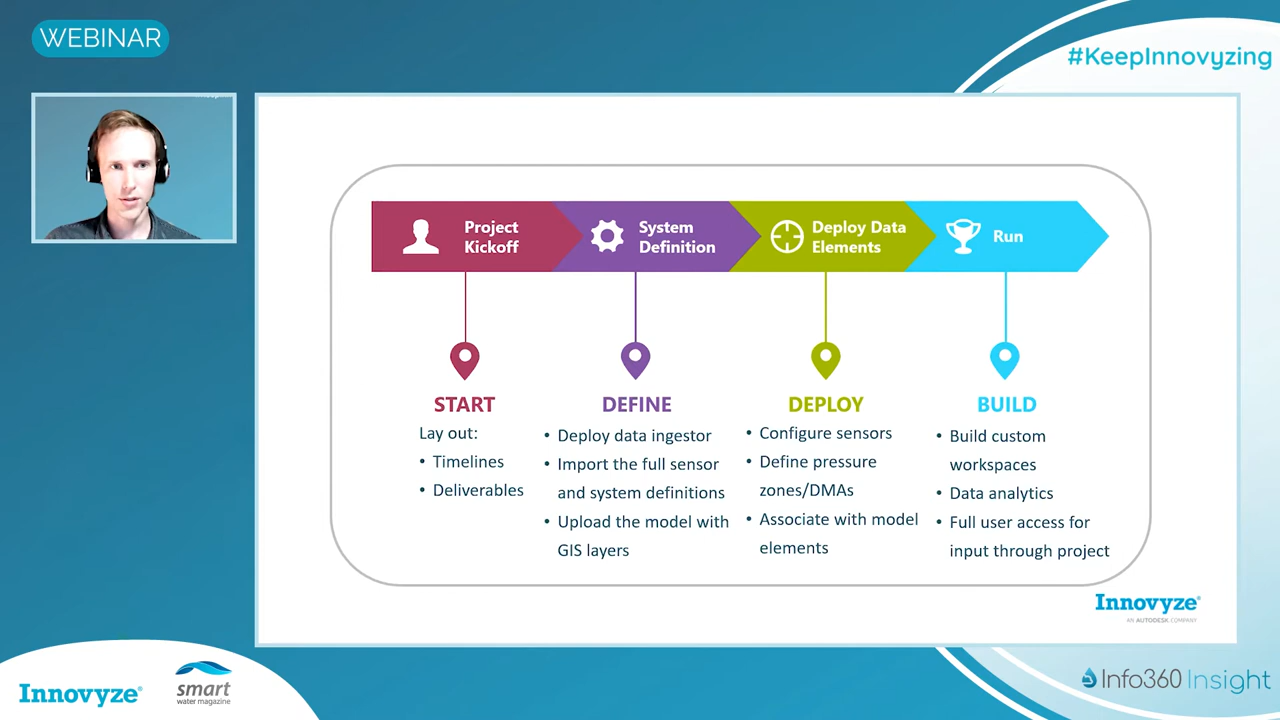 WEBINAR
#KeepInnovyzing
Project
Kickoff
System
Definition
Deploy Data
Elements
Run
START
Lay out:
• Timelines
• Deliverables
DEFINE
• Deploy data ingestor
• Import the full sensor
and system definitions
• Upload the model with
GIS layers
DEPLOY
• Configure sensors
• Define pressure
zones/DMAs
• Associate with model
elements
BUILD
• Build custom
workspaces
• Data analytics
• Full user access for
input through project
Innovyze®
AN AUTODESK COMPANY
Innovyze®
smart
water magazine
Info360 Insight